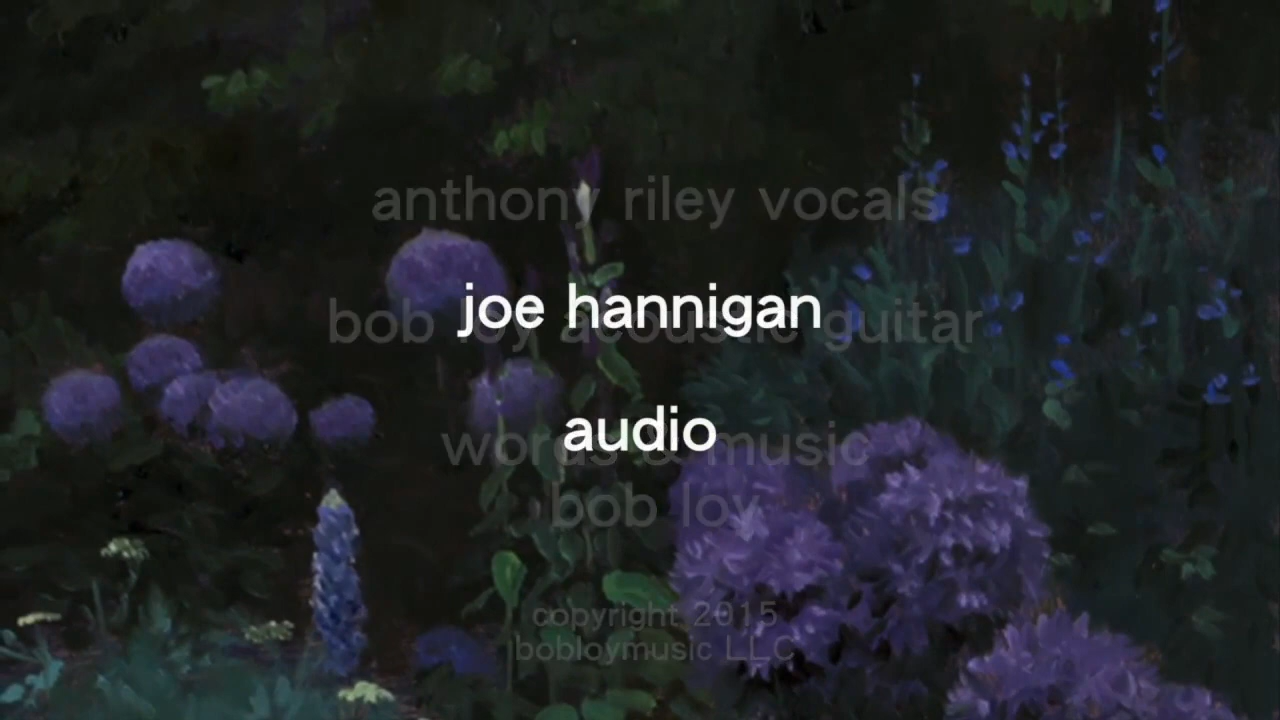 anthony riley vocals
joe hannigan
bob loy acoustic guitar
audio
words & music
bob loy
copyright 2015
bobloymusic LLC